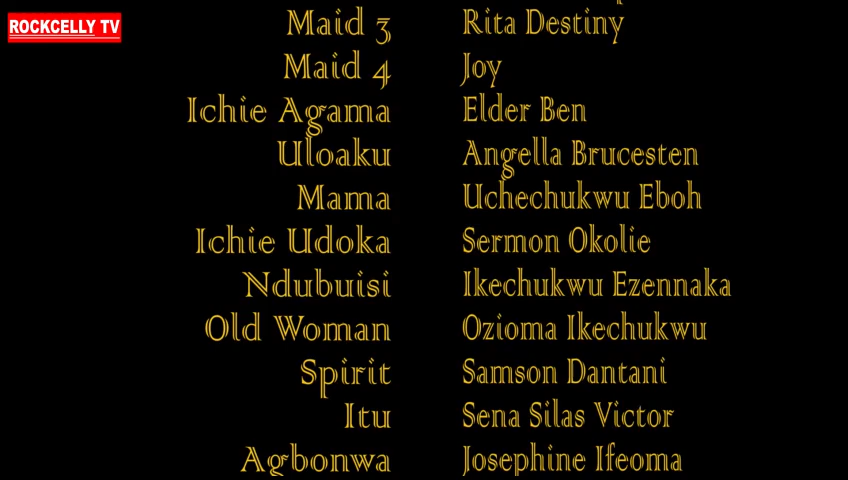 ROCKCELLY TV
Maid 3 Rita Destiny
Maid 4 Joy
Ichie Agama Elder Ben
Uloaku Angella Brucesten
Mama Uchechukwu Eboh
Ichie Udoka Sermon Okolie
Ndubuisi Ikechukwu Ezennaka
Old Woman Ozioma Ikechukwu
Spirit Samson Dantani
Itu Sena Silas Victor
Agbonwa Josephine Ifeoma